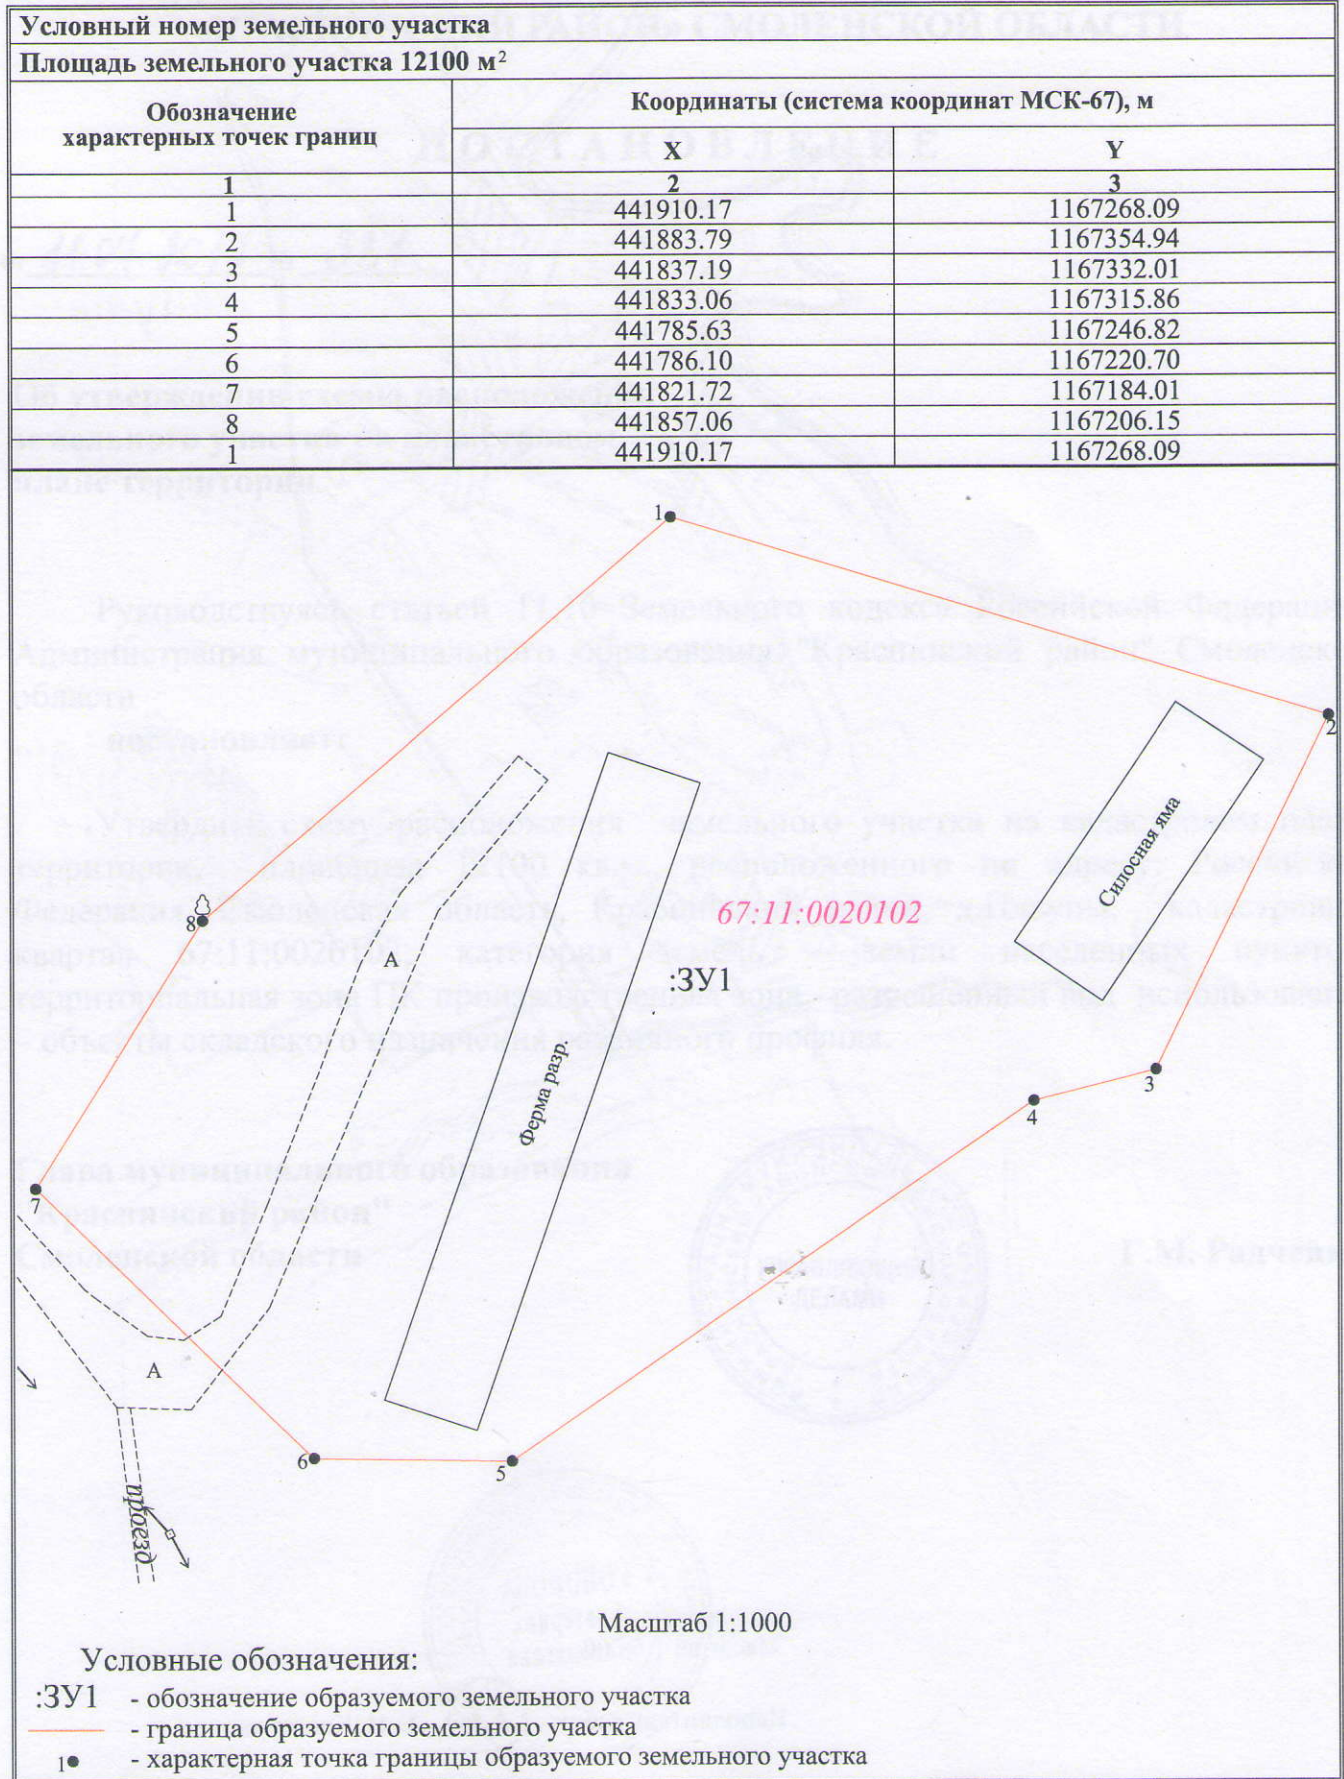 Условный номер земельного участка
Площадь земельного участка 12100 м²
Обозначение
характерных точек границ
Координаты (система координат МСК-67), м
X Y
1 2 3
1 441910.17 1167268.09
2 441883.79 1167354.94
3 441837.19 1167332.01
4 441833.06 1167315.86
5 441785.63 1167246.82
6 441786.10 1167220.70
7 441821.72 1167184.01
8 441857.06 1167206.15
1 441910.17 1167268.09
1
2
Силосная яма
8
67:11:0020102
А
:ЗУ1
Ферма разр.
3
4
7
А
6
5
проезд
Масштаб 1:1000
Условные обозначения:
:ЗУ1 - обозначение образуемого земельного участка
- граница образуемого земельного участка
1 - характерная точка границы образуемого земельного участка